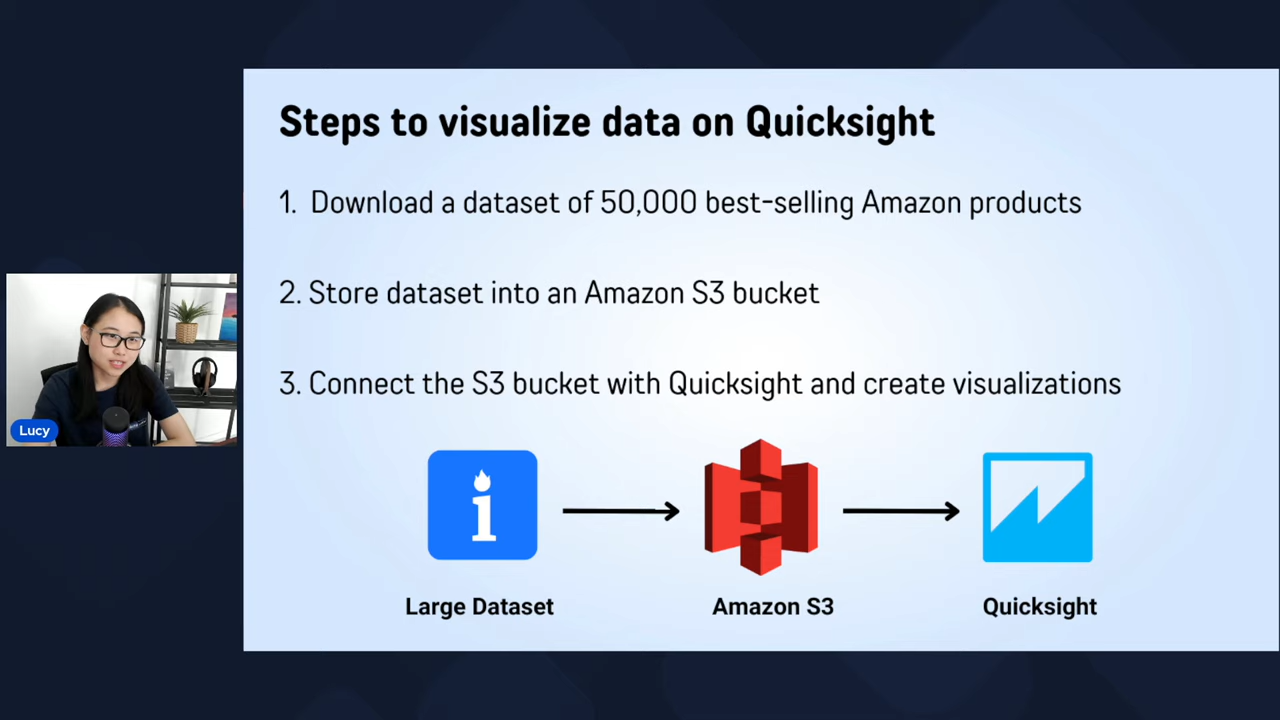 Steps to visualize data on Quicksight
1. Download a dataset of 50,000 best-selling Amazon products
2. Store dataset into an Amazon S3 bucket
3. Connect the S3 bucket with Quicksight and create visualizations
Lucy
i
Large Dataset
Amazon S3
Quicksight